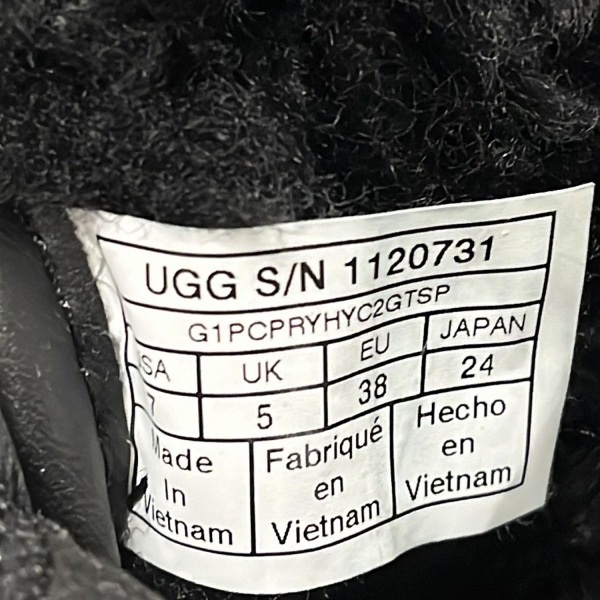 UGG S/N 1120731
G1PCPRYHYC2GTSP
SA UK EU JAPAN
7 5 38 24
Made In Vietnam
Fabriqué en Vietnam
Hecho en Vietnam